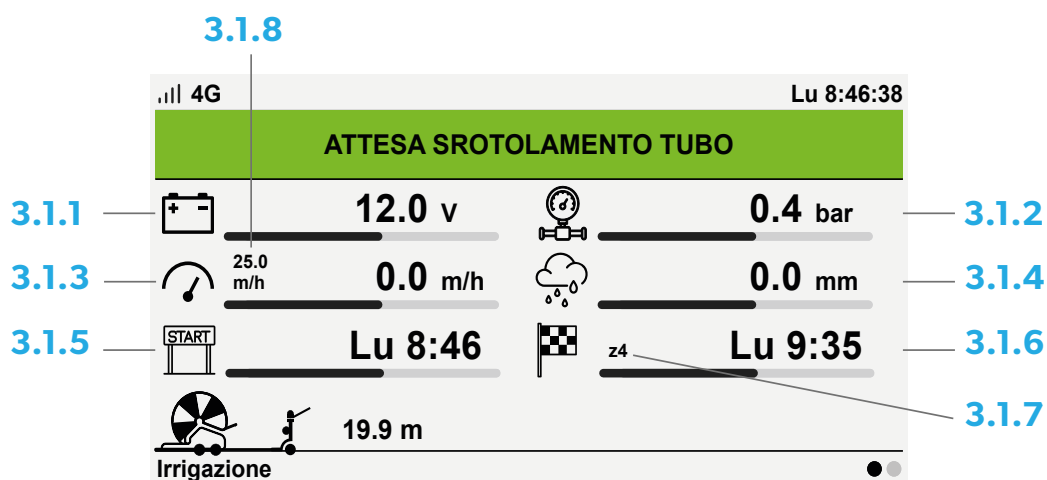 3.1.8
4G
Lu 8:46:38
ATTESA SROTOLAMENTO TUBO
3.1.1
+ -
12.0 V
0.4 bar
3.1.2
3.1.3
25.0
m/h
0.0 m/h
0.0 mm
3.1.4
3.1.5
START
Lu 8:46
z4
Lu 9:35
3.1.6
3.1.7
19.9 m
Irrigazione